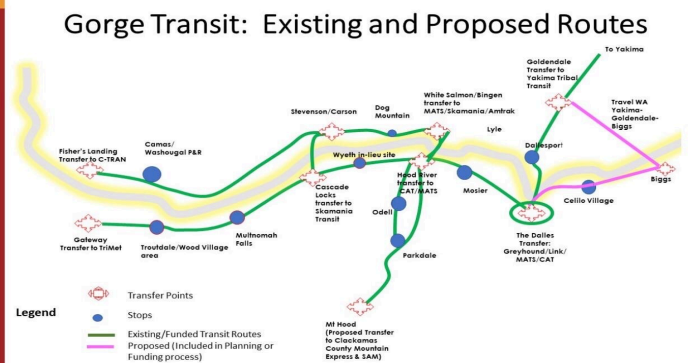 Gorge Transit: Existing and Proposed Routes
To Yakima
Goldendale
Transfer to
Yakima Tribal
Transit
Travel WA
Yakima-
Goldendale-
Biggs
White Salmon/Bingen
transfer to
MATS/Skamania/Amtrak
Dog
Mountain
Stevenson/Carson
Lyle
Camas/
Washougal P&R
Fisher's Landing
Transfer to C-TRAN
Wyeth in-lieu site
Dallesport
Hood River
transfer to
CAT/MATS
Mosier
Biggs
Celilo Village
Cascade
Locks
transfer to
Skamania
Transit
Odell
Multnomah
Falls
Gateway
Transfer to TriMet
Troutdale/Wood Village
area
The Dalles
Transfer:
Greyhound/Link/
MATS/CAT
Parkdale
Legend
Transfer Points
Stops
Existing/Funded Transit Routes
Proposed (Included in Planning or
Funding process)
Mt Hood
(Proposed Transfer
to Clackamas
County Mountain
Express & SAM)